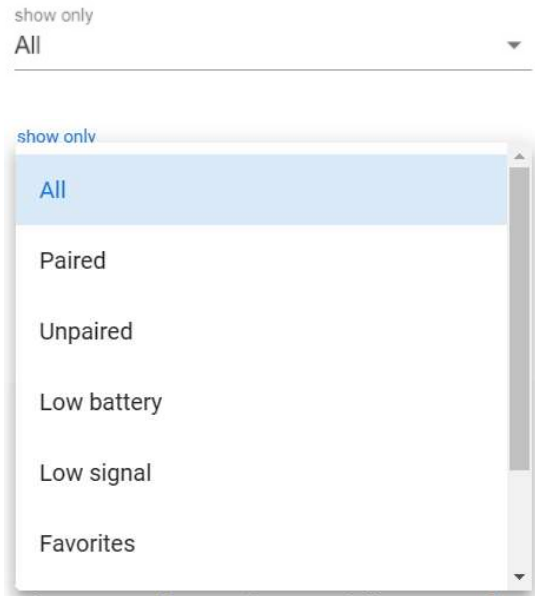 show only
All
show only
All
Paired
Unpaired
Low battery
Low signal
Favorites